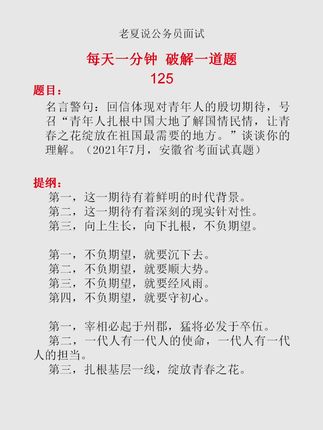 老夏说公务员面试
每天一分钟 破解一道题
125
题目：
名言警句：回信体现对青年人的殷切期待，号
召“青年人扎根中国大地了解国情民情，让青
春之花绽放在祖国最需要的地方。”谈谈你的
理解。（2021年7月，安徽省考面试真题）
提纲：
第一，这一期待有着鲜明的时代背景。
第二，这一期待有着深刻的现实针对性。
第三，向上生长，向下扎根，不负期望。
第一，不负期望，就要沉下去。
第二，不负期望，就要顺大势。
第三，不负期望，就要经风雨。
第四，不负期望，就要守初心。
第一，宰相必起于州郡，猛将必发于卒伍。
第二，一代人有一代人的使命，一代人有一代
人的担当。
第三，扎根基层一线，绽放青春之花。